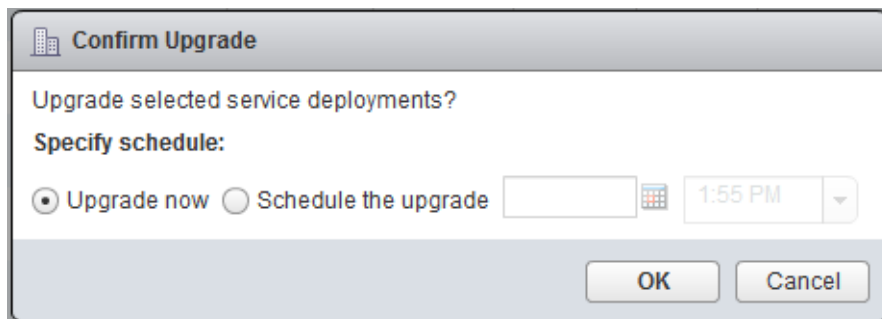 Confirm Upgrade
Upgrade selected service deployments?
Specify schedule:
Upgrade now Schedule the upgrade 1:55 PM
OK Cancel